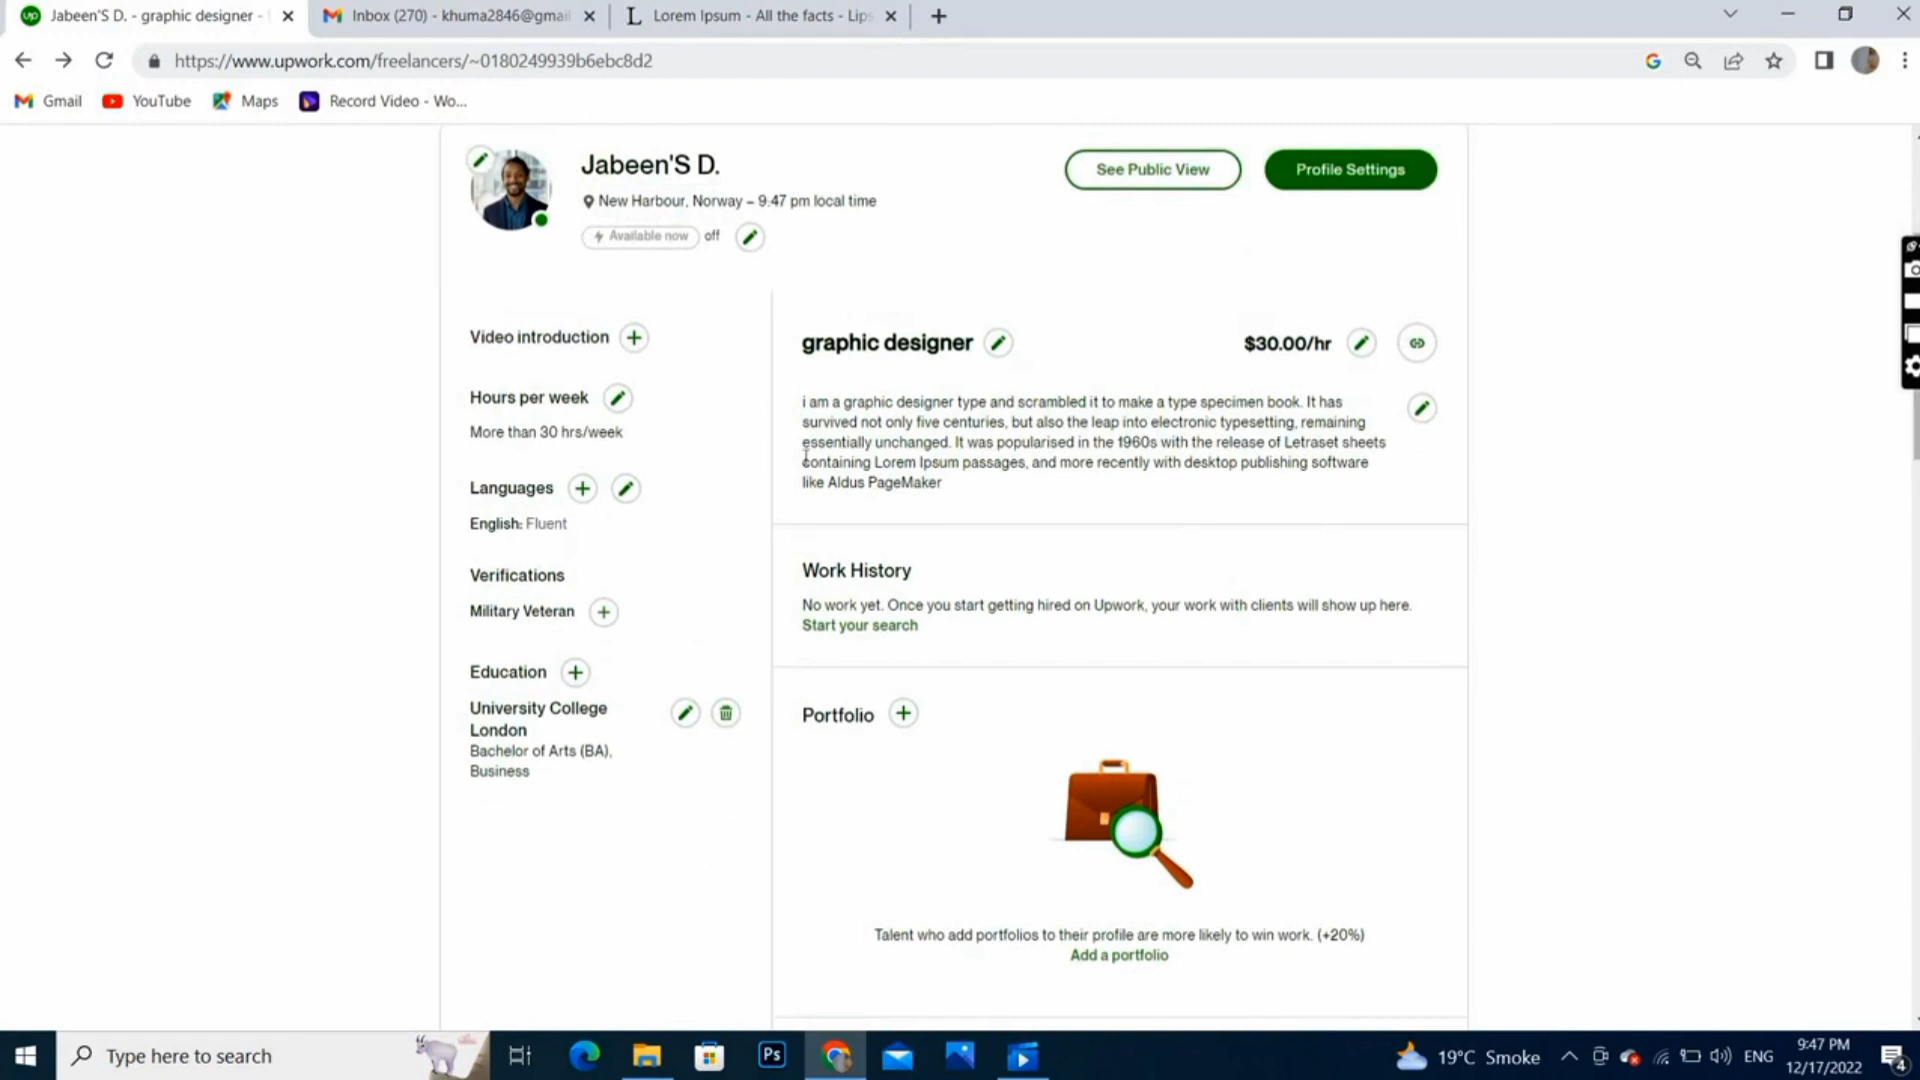 Jabeen'S D. - graphic designer -
Inbox (270) - khuma2846@gmai
Lorem Ipsum - All the facts - Lips
https://www.upwork.com/freelancers/~0180249939b6ebc8d2
Gmail
YouTube
Maps
Record Video - Wo...
Jabeen'S D.
New Harbour, Norway – 9:47 pm local time
Available now off
See Public View
Profile Settings
Video introduction
Hours per week
More than 30 hrs/week
Languages
English: Fluent
Verifications
Military Veteran
Education
University College
London
Bachelor of Arts (BA),
Business
graphic designer
$30.00/hr
i am a graphic designer type and scrambled it to make a type specimen book. It has
survived not only five centuries, but also the leap into electronic typesetting, remaining
essentially unchanged. It was popularised in the 1960s with the release of Letraset sheets
containing Lorem Ipsum passages, and more recently with desktop publishing software
like Aldus PageMaker
Work History
No work yet. Once you start getting hired on Upwork, your work with clients will show up here.
Start your search
Portfolio
Talent who add portfolios to their profile are more likely to win work. (+20%)
Add a portfolio
Type here to search
Ps
19°C Smoke
ENG
9:47 PM
12/17/2022
4